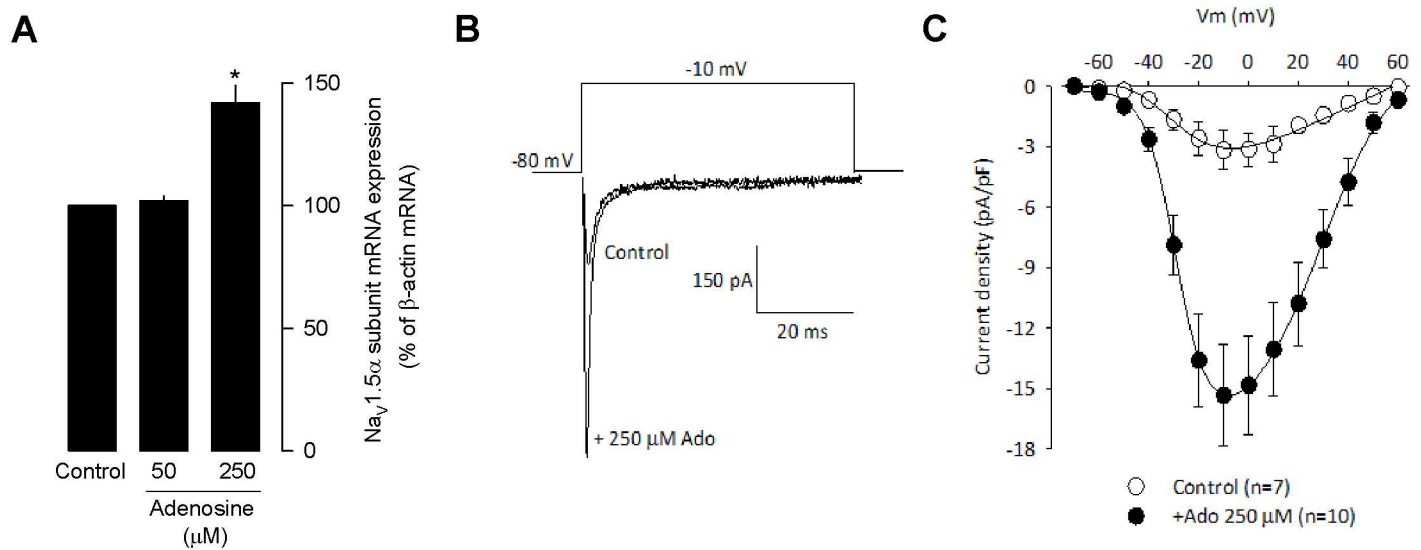 A
*
150
100
50
0
Na_V1.5α subunit mRNA expression
(% of β-actin mRNA)
Control
50
250
Adenosine
(μM)
B
-10 mV
-80 mV
Control
150 pA
20 ms
+ 250 μM Ado
C
Vm (mV)
-60 -40 -20 0 20 40 60
0
-3
-6
-9
-12
-15
-18
Current density (pA/pF)
Control (n=7)
+Ado 250 μM (n=10)